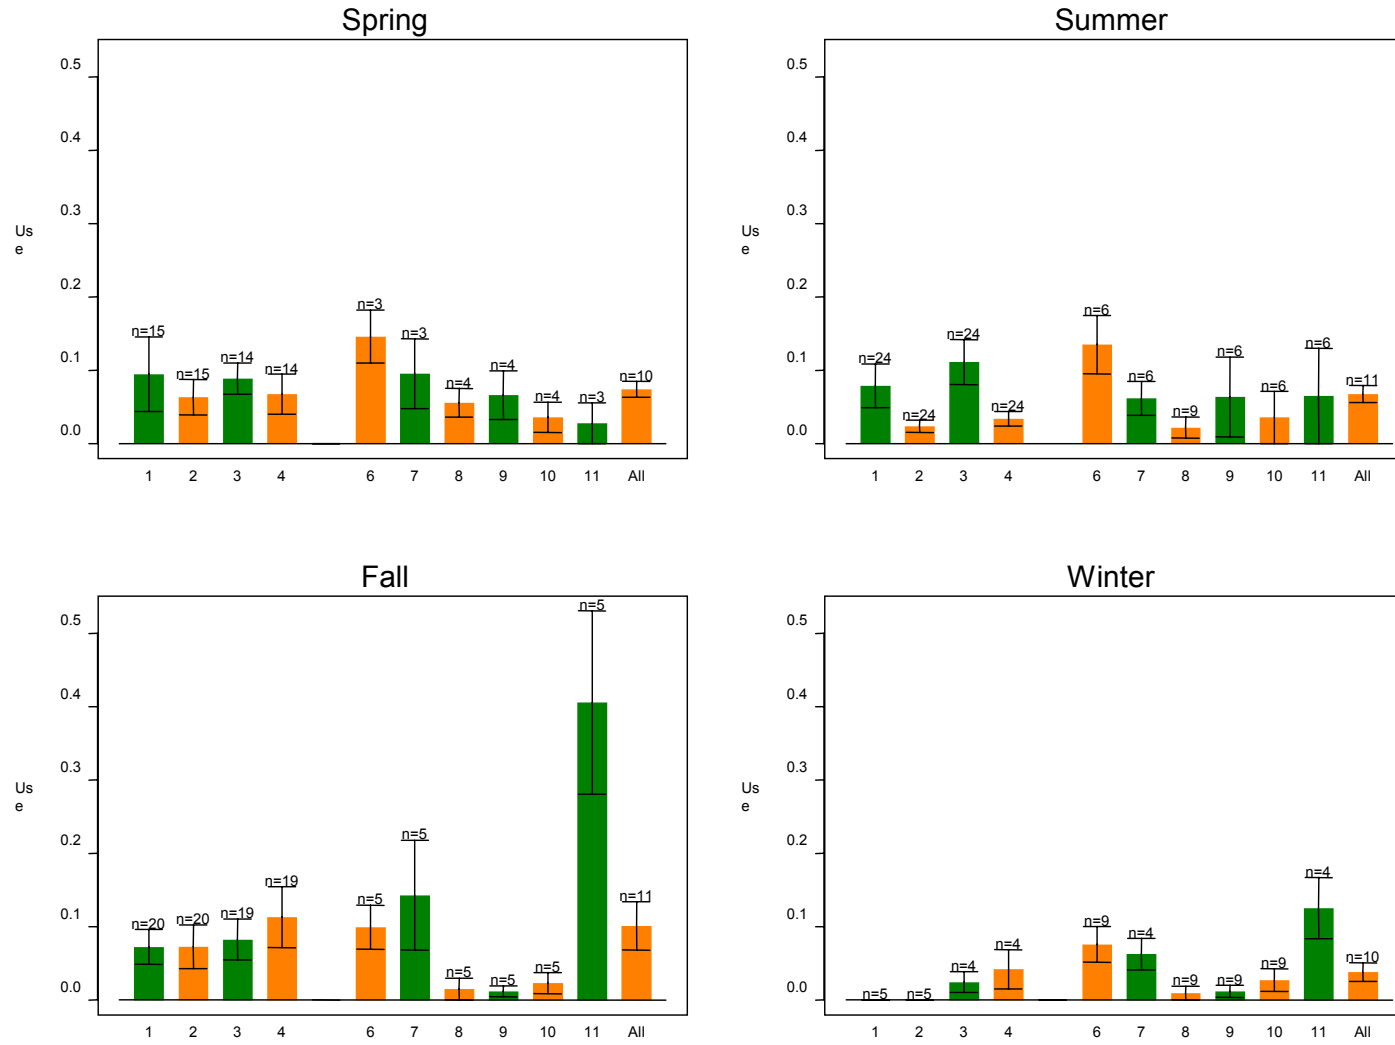 Spring
Summer
0.5
0.4
0.3
0.2
0.1
0.0
Us
e
n=15
n=15
n=14
n=14
n=3
n=3
n=4
n=4
n=4
n=3
n=10
1 2 3 4 6 7 8 9 10 11 All
0.5
0.4
0.3
0.2
0.1
0.0
Us
e
n=24
n=24
n=24
n=24
n=6
n=6
n=9
n=6
n=6
n=6
n=11
1 2 3 4 6 7 8 9 10 11 All
Fall
Winter
0.5
0.4
0.3
0.2
0.1
0.0
Us
e
n=20
n=20
n=19
n=19
n=5
n=5
n=5
n=5
n=5
n=5
n=11
1 2 3 4 6 7 8 9 10 11 All
0.5
0.4
0.3
0.2
0.1
0.0
Us
e
n=5
n=5
n=4
n=4
n=9
n=4
n=9
n=9
n=9
n=4
n=10
1 2 3 4 6 7 8 9 10 11 All